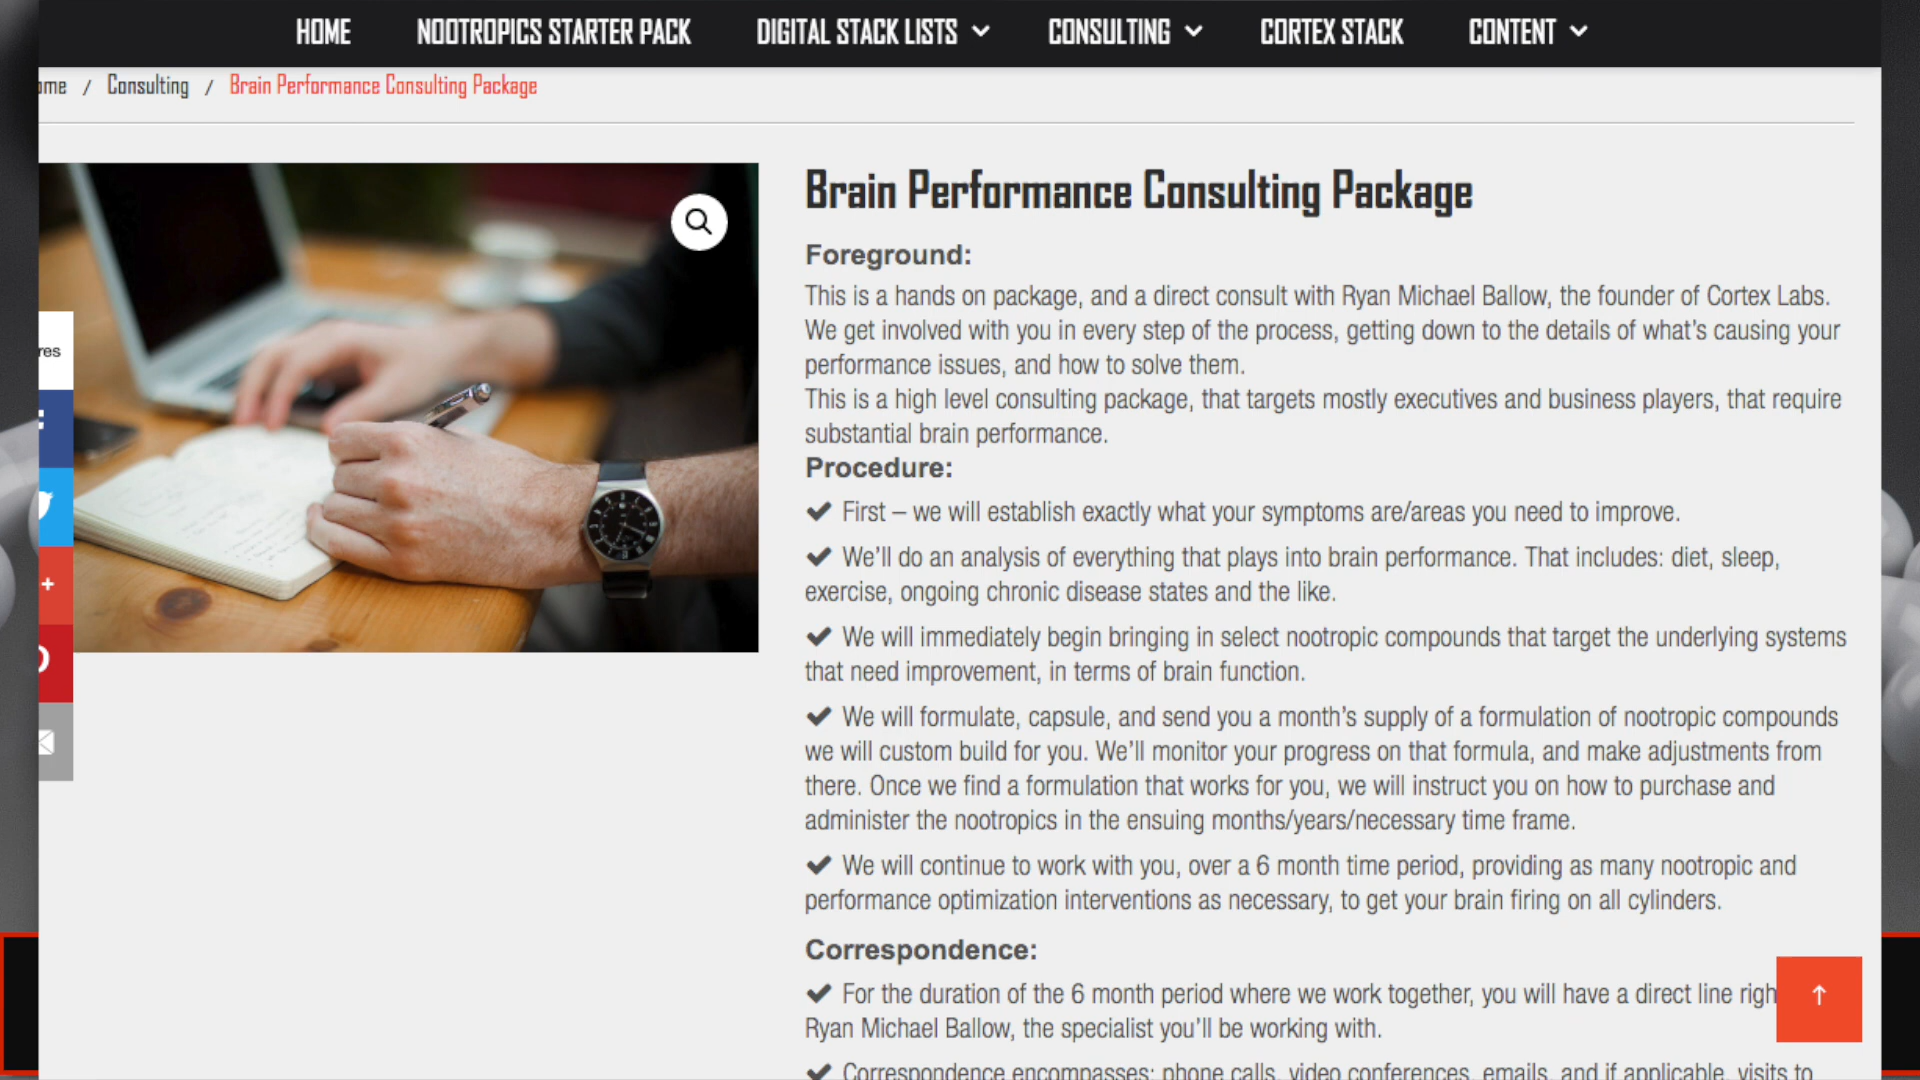 HOME NOOTROPICS STARTER PACK DIGITAL STACK LISTS CONSULTING CORTEX STACK CONTENT
/ Consulting / Brain Performance Consulting Package
Brain Performance Consulting Package
Foreground:
This is a hands on package, and a direct consult with Ryan Michael Ballow, the founder of Cortex Labs.
We get involved with you in every step of the process, getting down to the details of what's causing your
performance issues, and how to solve them.
This is a high level consulting package, that targets mostly executives and business players, that require
substantial brain performance.
Procedure:
✔ First – we will establish exactly what your symptoms are/areas you need to improve.
✔ We'll do an analysis of everything that plays into brain performance. That includes: diet, sleep,
exercise, ongoing chronic disease states and the like.
✔ We will immediately begin bringing in select nootropic compounds that target the underlying systems
that need improvement, in terms of brain function.
✔ We will formulate, capsule, and send you a month's supply of a formulation of nootropic compounds
we will custom build for you. We'll monitor your progress on that formula, and make adjustments from
there. Once we find a formulation that works for you, we will instruct you on how to purchase and
administer the nootropics in the ensuing months/years/necessary time frame.
✔ We will continue to work with you, over a 6 month time period, providing as many nootropic and
performance optimization interventions as necessary, to get your brain firing on all cylinders.
Correspondence:
✔ For the duration of the 6 month period where we work together, you will have a direct line
Ryan Michael Ballow, the specialist you'll be working with.
✔ Correspondence encompasses: phone calls, video conferences, emails, and if applicable, visits to